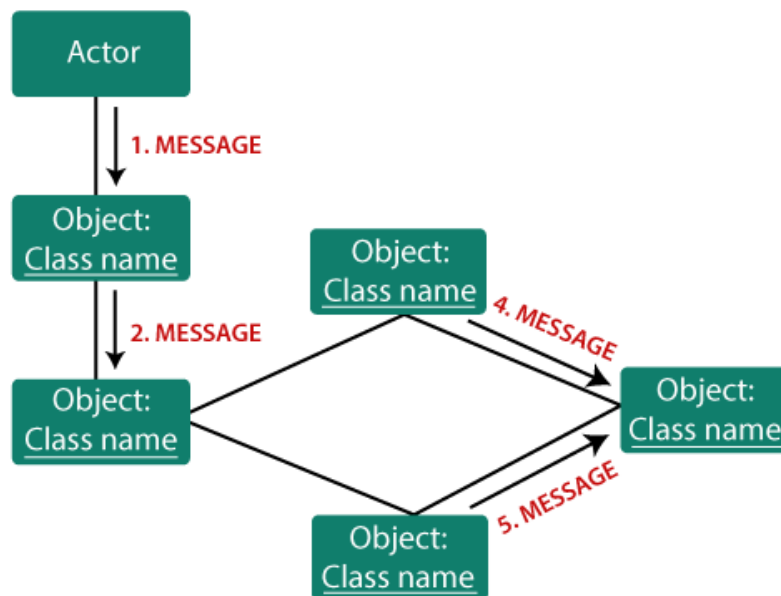 Actor
1. MESSAGE
Object:
Class name
2. MESSAGE
Object:
Class name
Object:
Class name
4. MESSAGE
Object:
Class name
5. MESSAGE
Object:
Class name